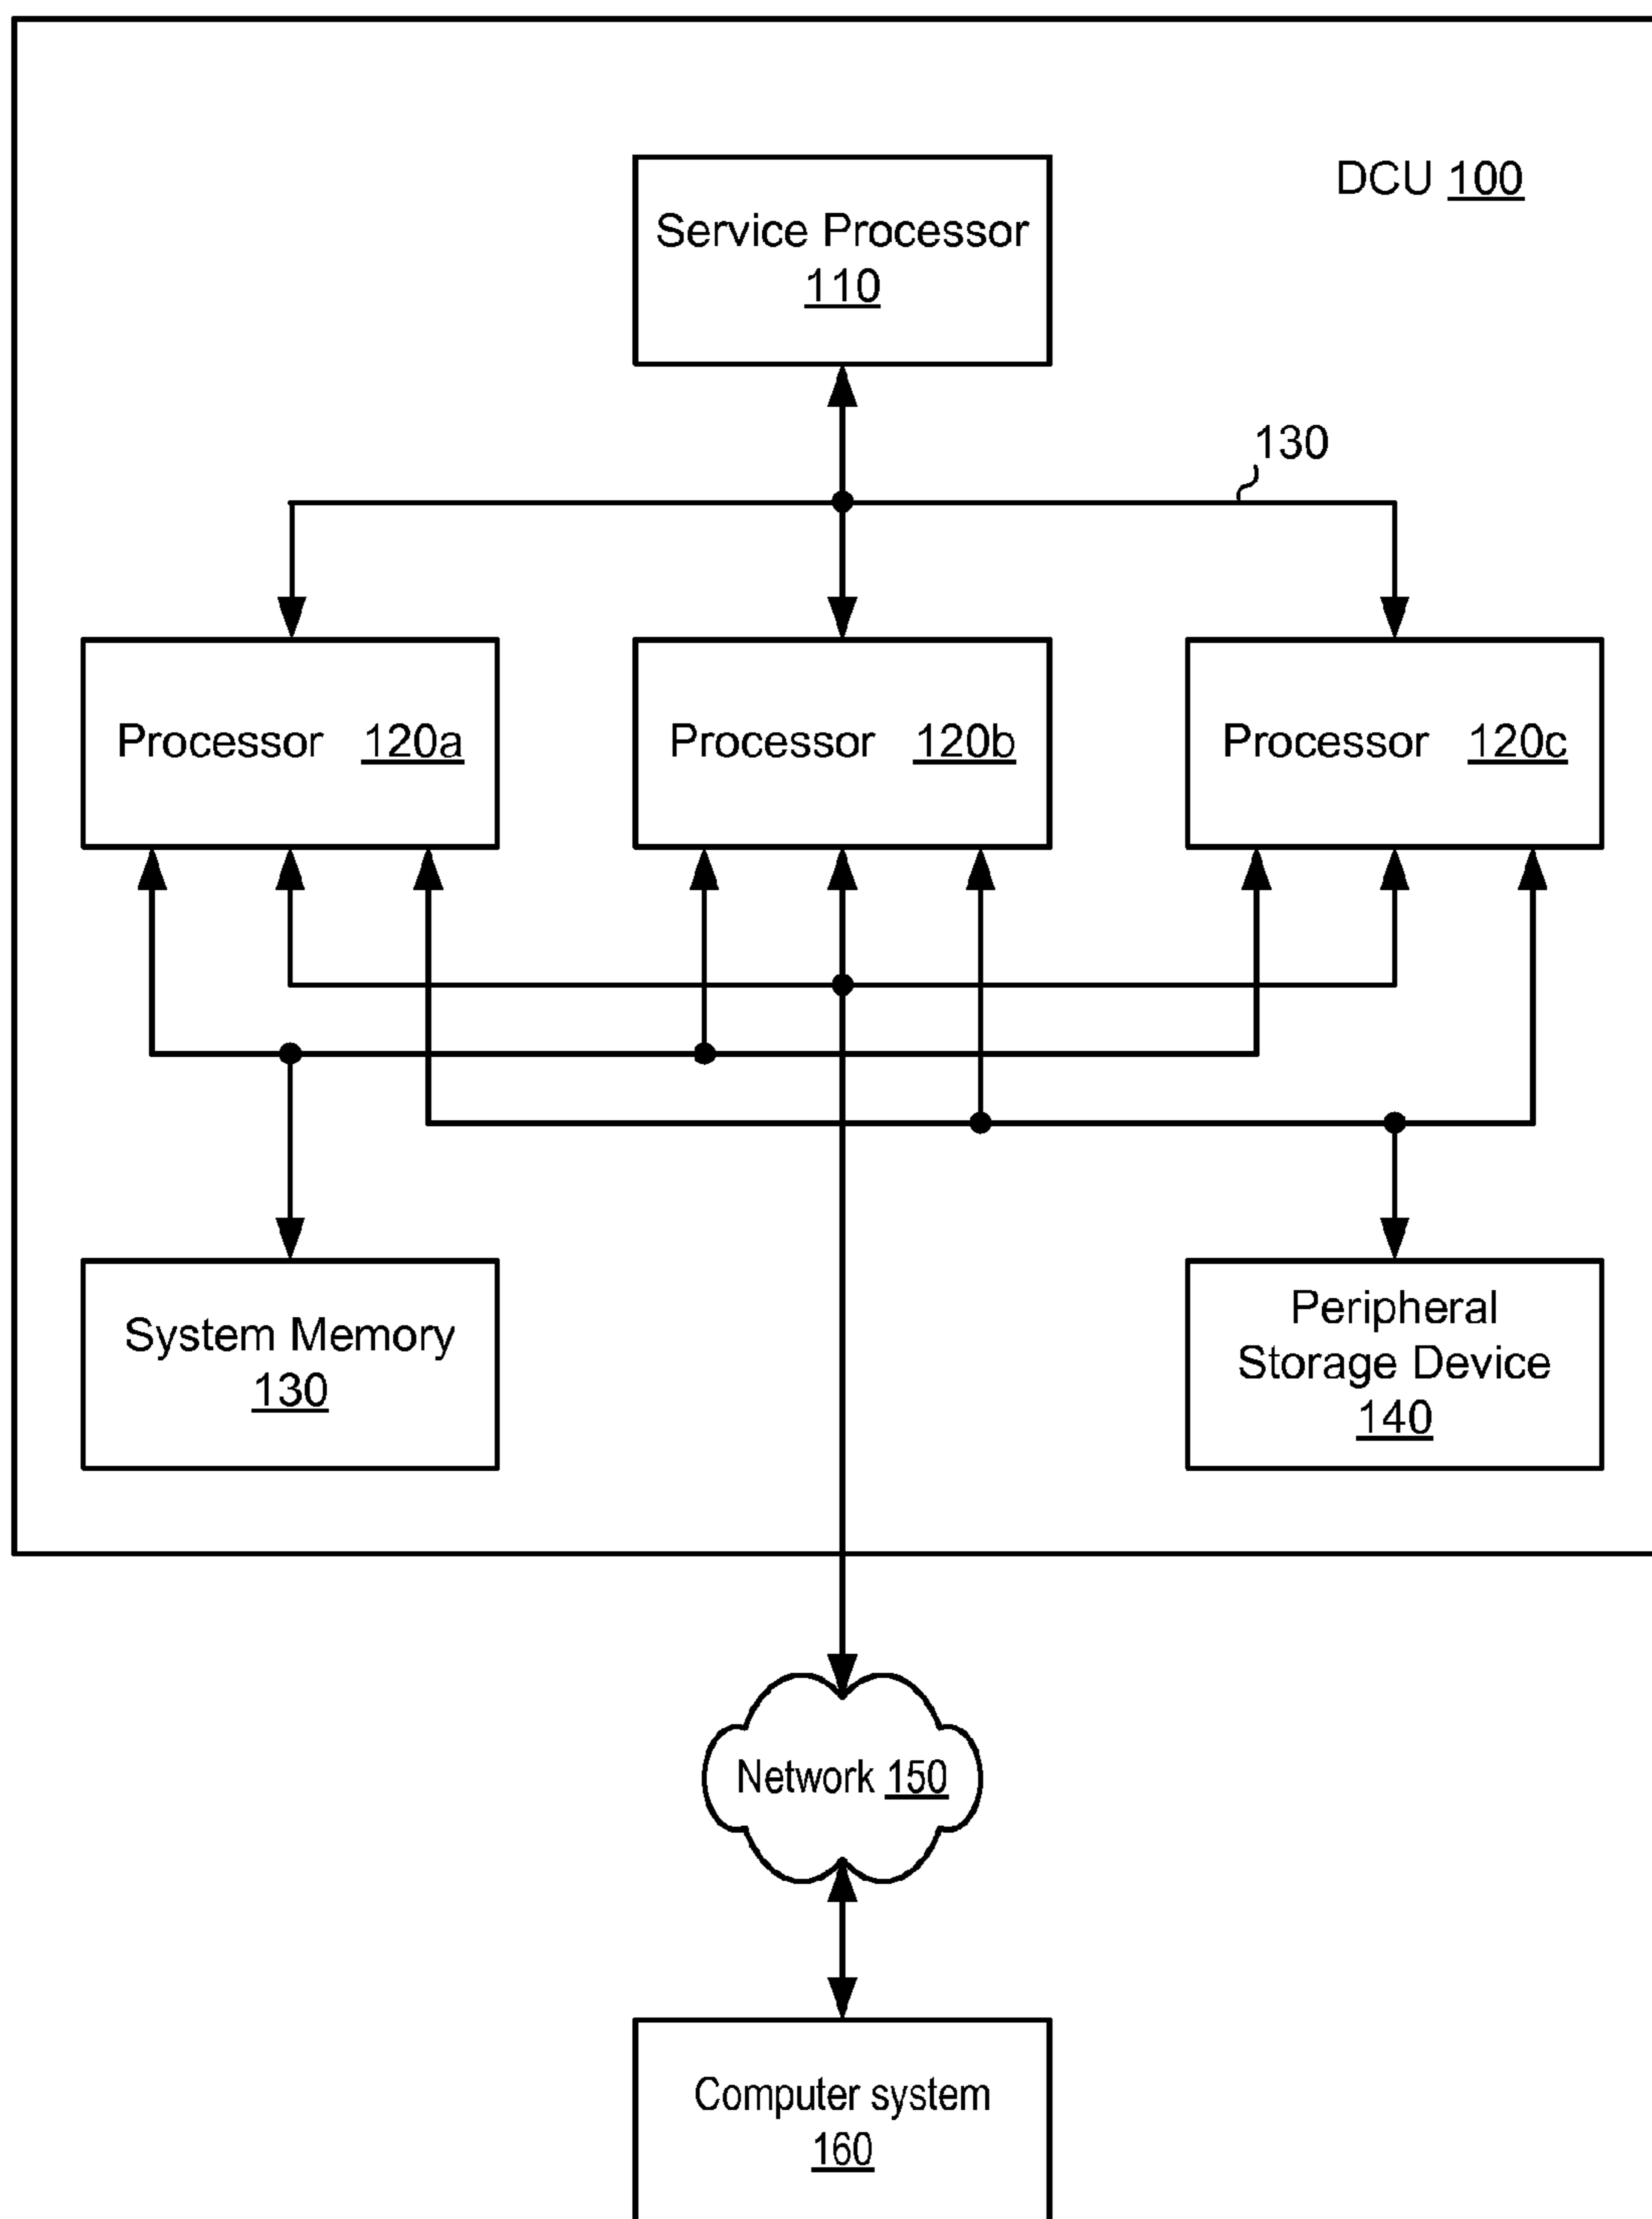 DCU 100
Service Processor
110
130
Processor 120a
Processor 120b
Processor 120c
System Memory
130
Peripheral
Storage Device
140
Network 150
Computer system
160